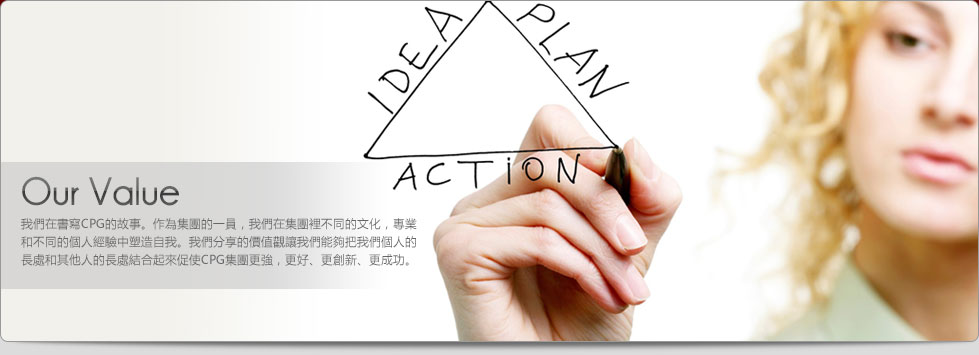 IDEA
PLAN
ACTION
Our Value
我們在書寫CPG的故事。作為集團的一員，我們在集團裡不同的文化，專業
和不同的個人經驗中塑造自我。我們分享的價值觀讓我們能夠把我們個人的
長處和其他人的長處結合起來促使CPG集團更強，更好、更創新、更成功。